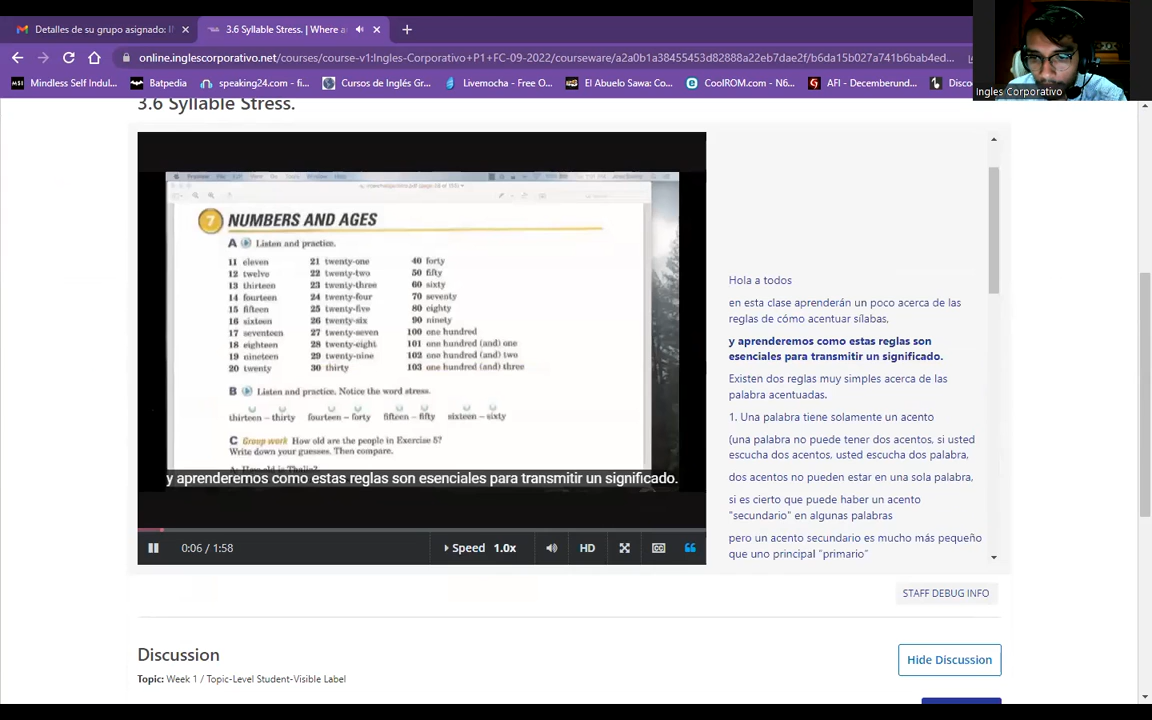 Detalles de su grupo asignado: I
3.6 Syllable Stress. | Where a
online.inglescorporativo.net/courses/course-v1:Ingles-Corporativo+P1+FC-09-2022/courseware/a2a0b1a38455453d82888a22eb7dae2f/b6da15b027a741b6bab4ed...
Mindless Self Indul...
Batpedia
speaking24.com - fi...
Cursos de Inglés Gr...
Livemocha - Free O...
El Abuelo Sawa: Co...
CoolROM.com - N6...
AFI - Decemberund...
Disco
Ingles Corporativo
3.6 Syllable Stress.
7 NUMBERS AND AGES
A Listen and practice.
11 eleven 21 twenty-one 40 forty
12 twelve 22 twenty-two 50 fifty
13 thirteen 23 twenty-three 60 sixty
14 fourteen 24 twenty-four 70 seventy
15 fifteen 25 twenty-five 80 eighty
16 sixteen 26 twenty-six 90 ninety
17 seventeen 27 twenty-seven 100 one hundred
18 eighteen 28 twenty-eight 101 one hundred (and) one
19 nineteen 29 twenty-nine 102 one hundred (and) two
20 twenty 30 thirty 103 one hundred (and) three
B Listen and practice. Notice the word stress.
thirteen – thirty fourteen – forty fifteen – fifty sixteen – sixty
C Group work How old are the people in Exercise 5?
Write down your guesses. Then compare.
A: How old is Thalia?
y aprenderemos como estas reglas son esenciales para transmitir un significado.
0:06 / 1:58
Speed 1.0x
HD
CC
Hola a todos
en esta clase aprenderán un poco acerca de las
reglas de cómo acentuar sílabas,
y aprenderemos como estas reglas son
esenciales para transmitir un significado.
Existen dos reglas muy simples acerca de las
palabra acentuadas.
1. Una palabra tiene solamente un acento
(una palabra no puede tener dos acentos, si usted
escucha dos acentos, usted escucha dos palabra,
dos acentos no pueden estar en una sola palabra,
si es cierto que puede haber un acento
"secundario" en algunas palabras
pero un acento secundario es mucho más pequeño
que uno principal "primario"
STAFF DEBUG INFO
Discussion
Hide Discussion
Topic: Week 1 / Topic-Level Student-Visible Label